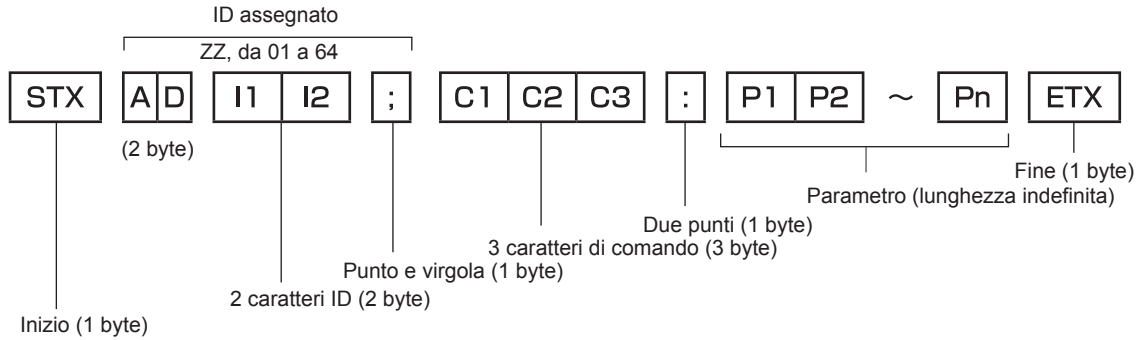 ID assegnato
ZZ, da 01 a 64
STX A D I1 I2 ; C1 C2 C3 : P1 P2 ～ Pn ETX
(2 byte)
Fine (1 byte)
Parametro (lunghezza indefinita)
Due punti (1 byte)
3 caratteri di comando (3 byte)
Punto e virgola (1 byte)
2 caratteri ID (2 byte)
Inizio (1 byte)